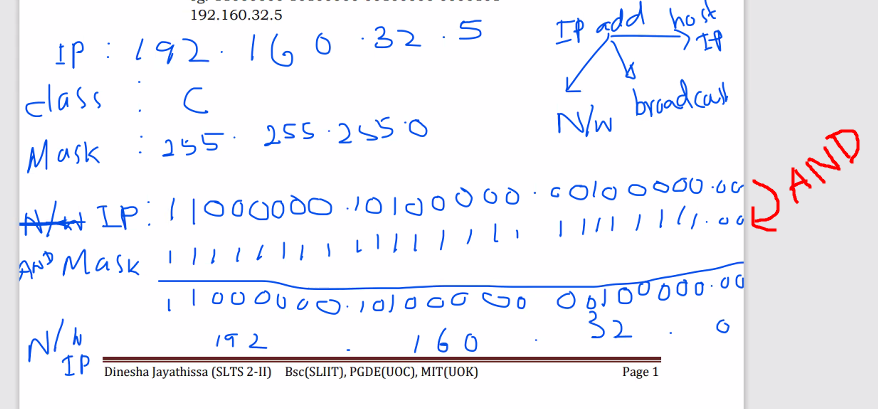 192.160.32.5
IP : 192.160.32.5
IP add host IP
N/W broadcast
class : C
Mask : 255.255.255.0
N/W IP : 11000000.10100000.00100000.00
AND
AND Mask 11111111 11111111 11111111.00
11000000.10100000 00100000.00
N/W IP 192.160.32.0
Dinesha Jayathissa (SLTS 2-II) Bsc(SLIIT), PGDE(UOC), MIT(UOK) Page 1